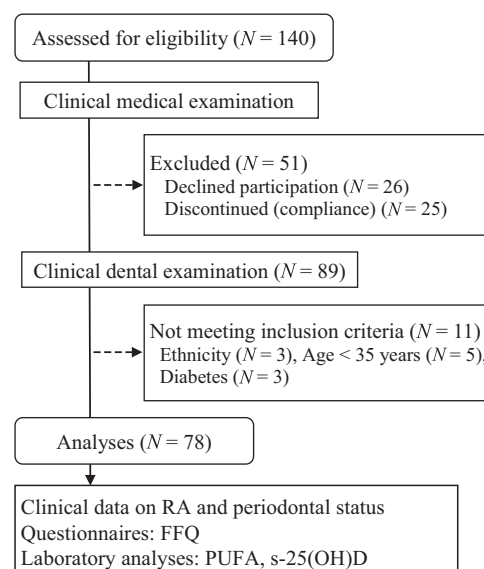 Assessed for eligibility (N = 140)
Clinical medical examination
Excluded (N = 51)
Declined participation (N = 26)
Discontinued (compliance) (N = 25)
Clinical dental examination (N = 89)
Not meeting inclusion criteria (N = 11)
Ethnicity (N = 3), Age < 35 years (N = 5),
Diabetes (N = 3)
Analyses (N = 78)
Clinical data on RA and periodontal status
Questionnaires: FFQ
Laboratory analyses: PUFA, s-25(OH)D